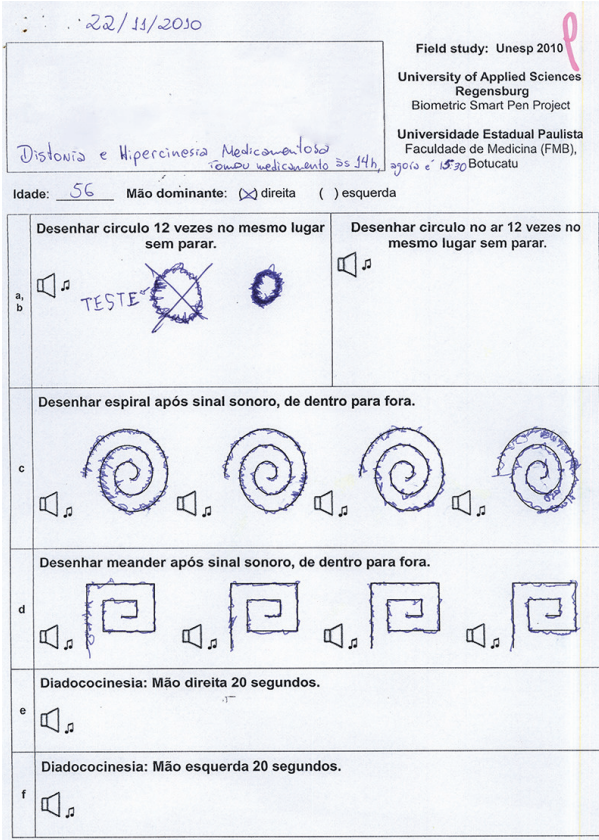 22/11/2010
Field study: Unesp 2010
University of Applied Sciences
Regensburg
Biometric Smart Pen Project
Universidade Estadual Paulista
Faculdade de Medicina (FMB),
Botucatu
Distonia e Hipercinesia Medicamentosa
Tomou medicamento às 14h, agora é 15:30
Idade: 56 Mão dominante: (X) direita ( ) esquerda
a, b
Desenhar circulo 12 vezes no mesmo lugar
sem parar.
TESTE
Desenhar circulo no ar 12 vezes no
mesmo lugar sem parar.
c
Desenhar espiral após sinal sonoro, de dentro para fora.
d
Desenhar meander após sinal sonoro, de dentro para fora.
e
Diadococinesia: Mão direita 20 segundos.
f
Diadococinesia: Mão esquerda 20 segundos.